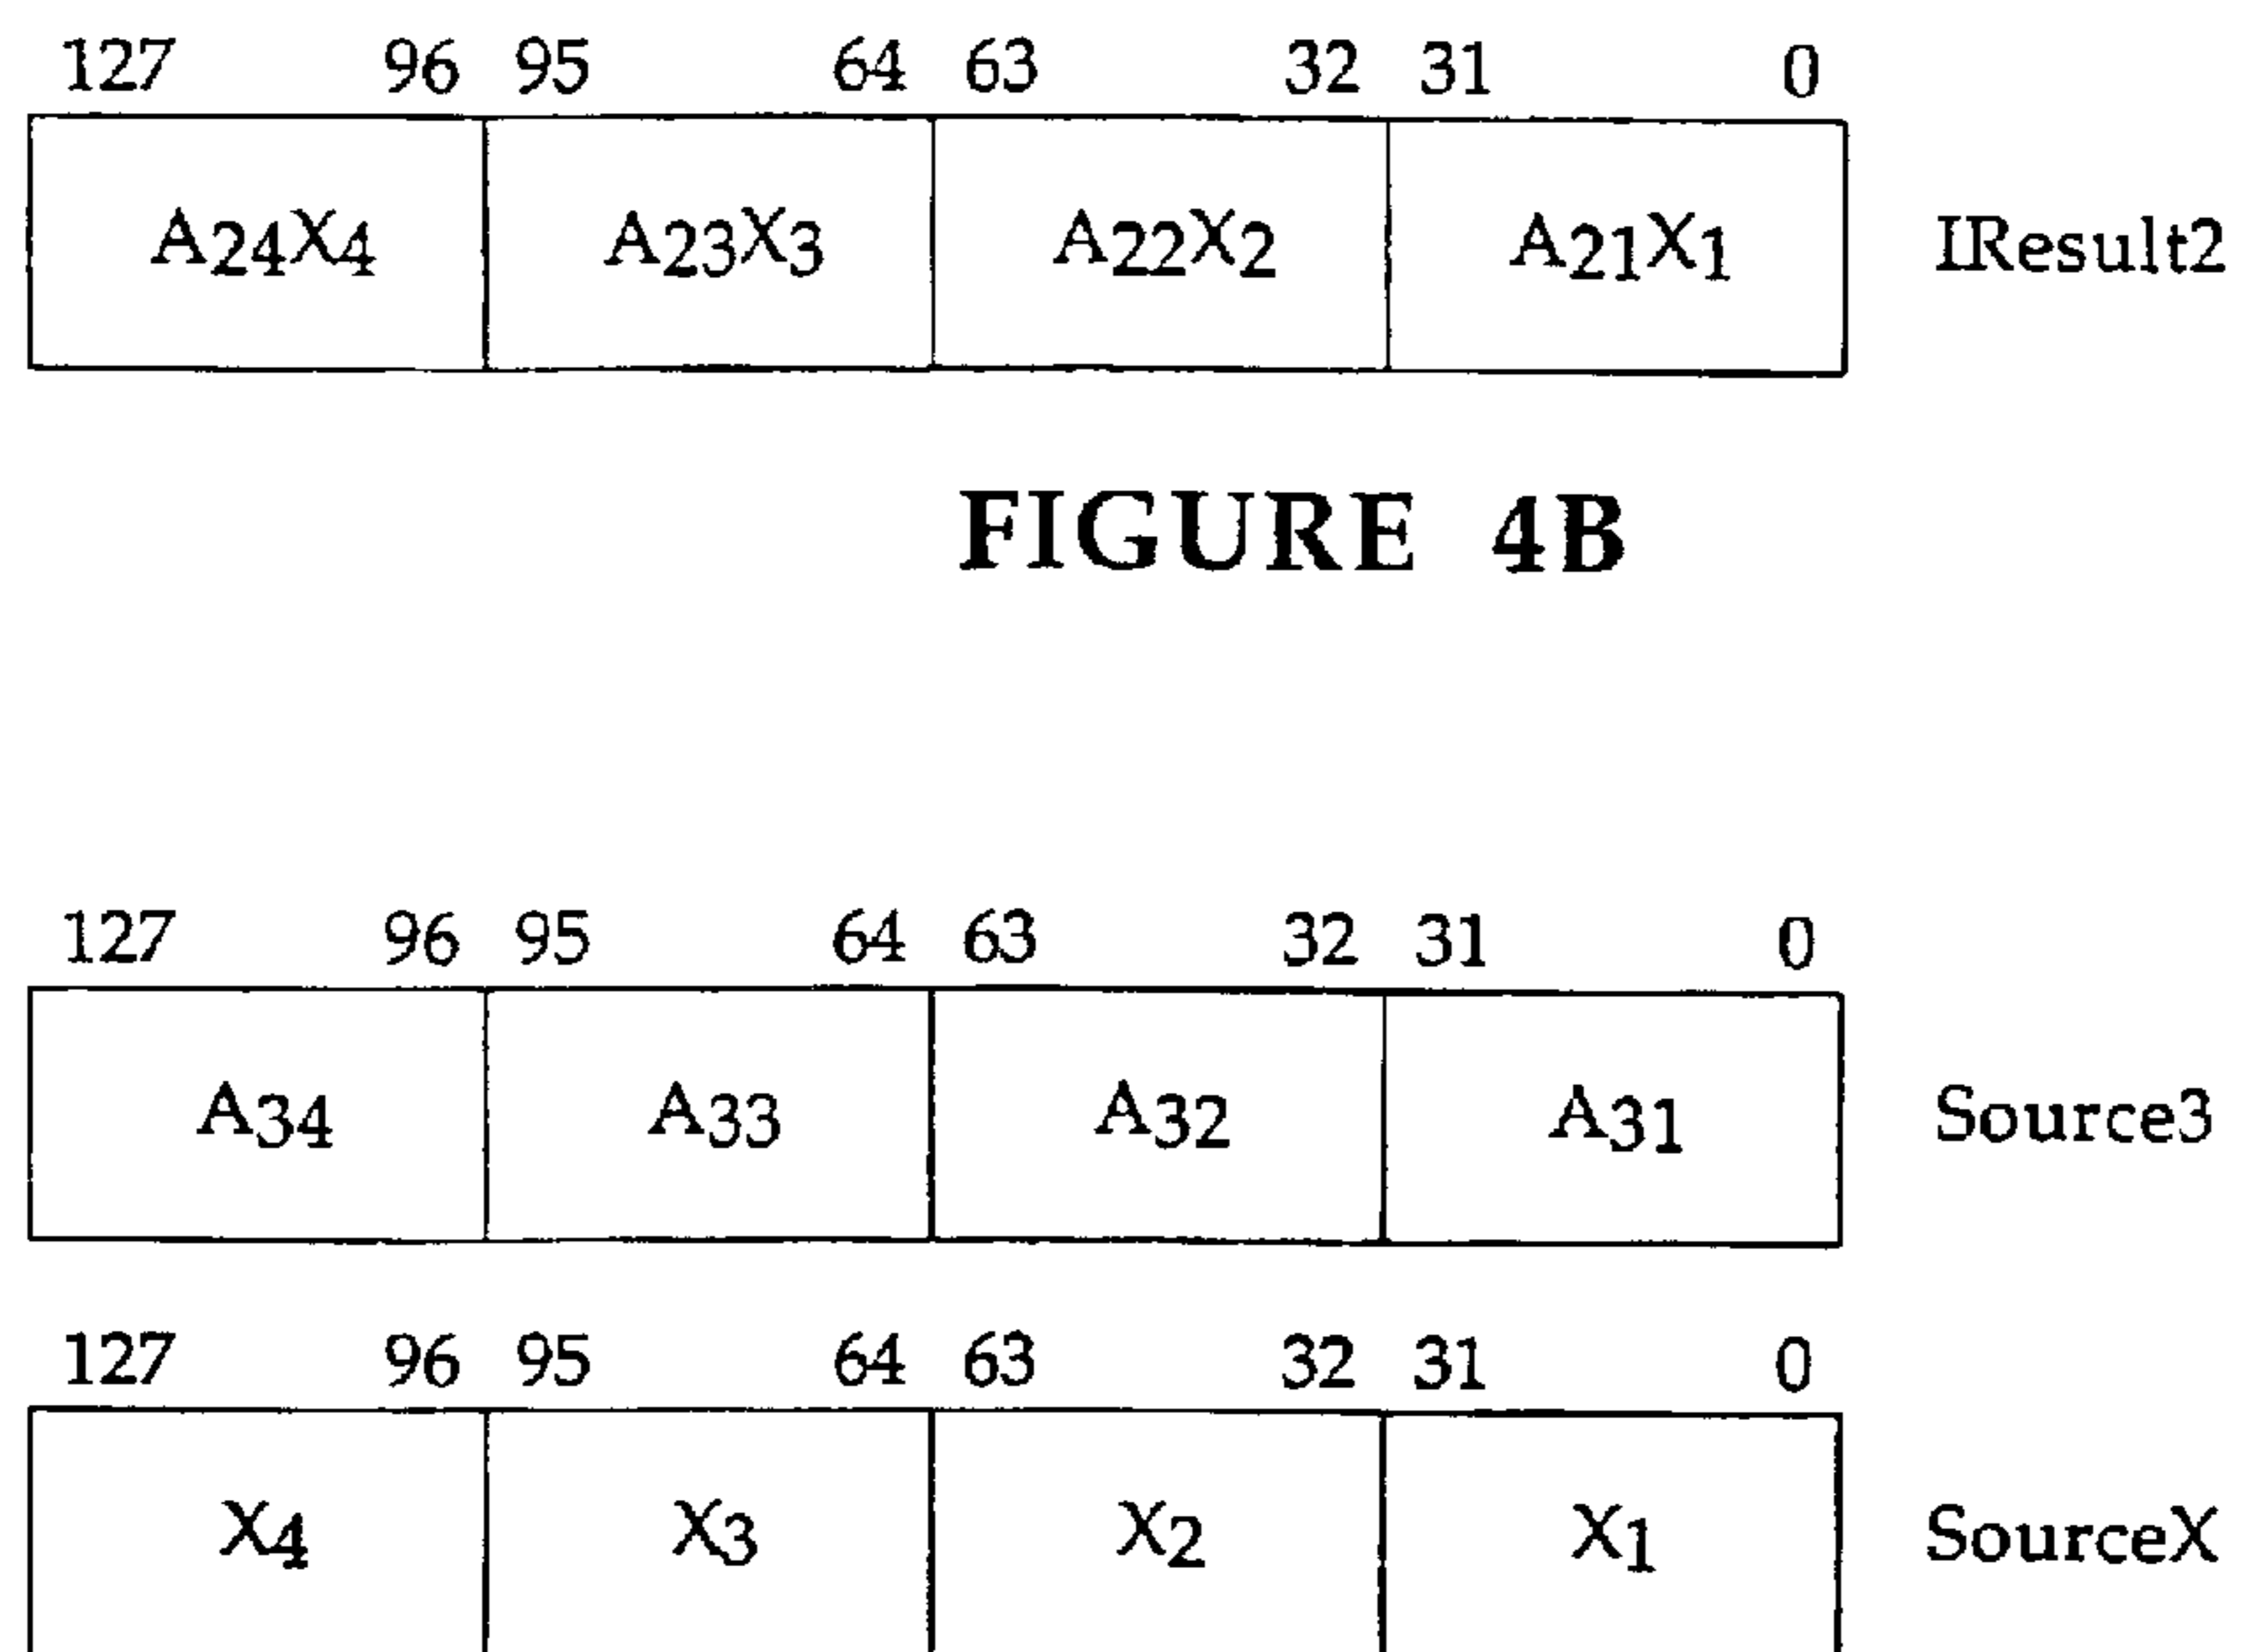 127 96 95 64 63 32 31 0
A24X4 A23X3 A22X2 A21X1 IResult2
FIGURE 4B
127 96 95 64 63 32 31 0
A34 A33 A32 A31 Source3
127 96 95 64 63 32 31 0
X4 X3 X2 X1 SourceX